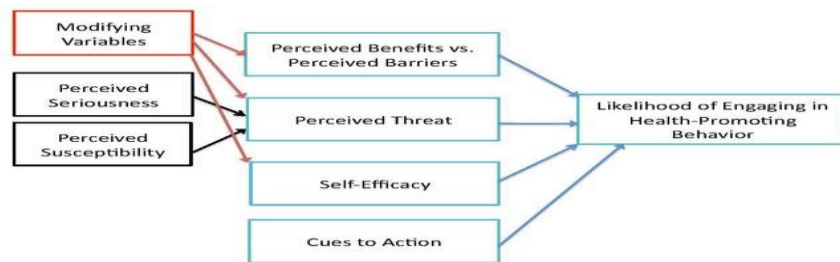 Modifying
Variables
Perceived
Seriousness
Perceived
Susceptibility
Perceived Benefits vs.
Perceived Barriers
Perceived Threat
Self-Efficacy
Cues to Action
Likelihood of Engaging in
Health-Promoting
Behavior